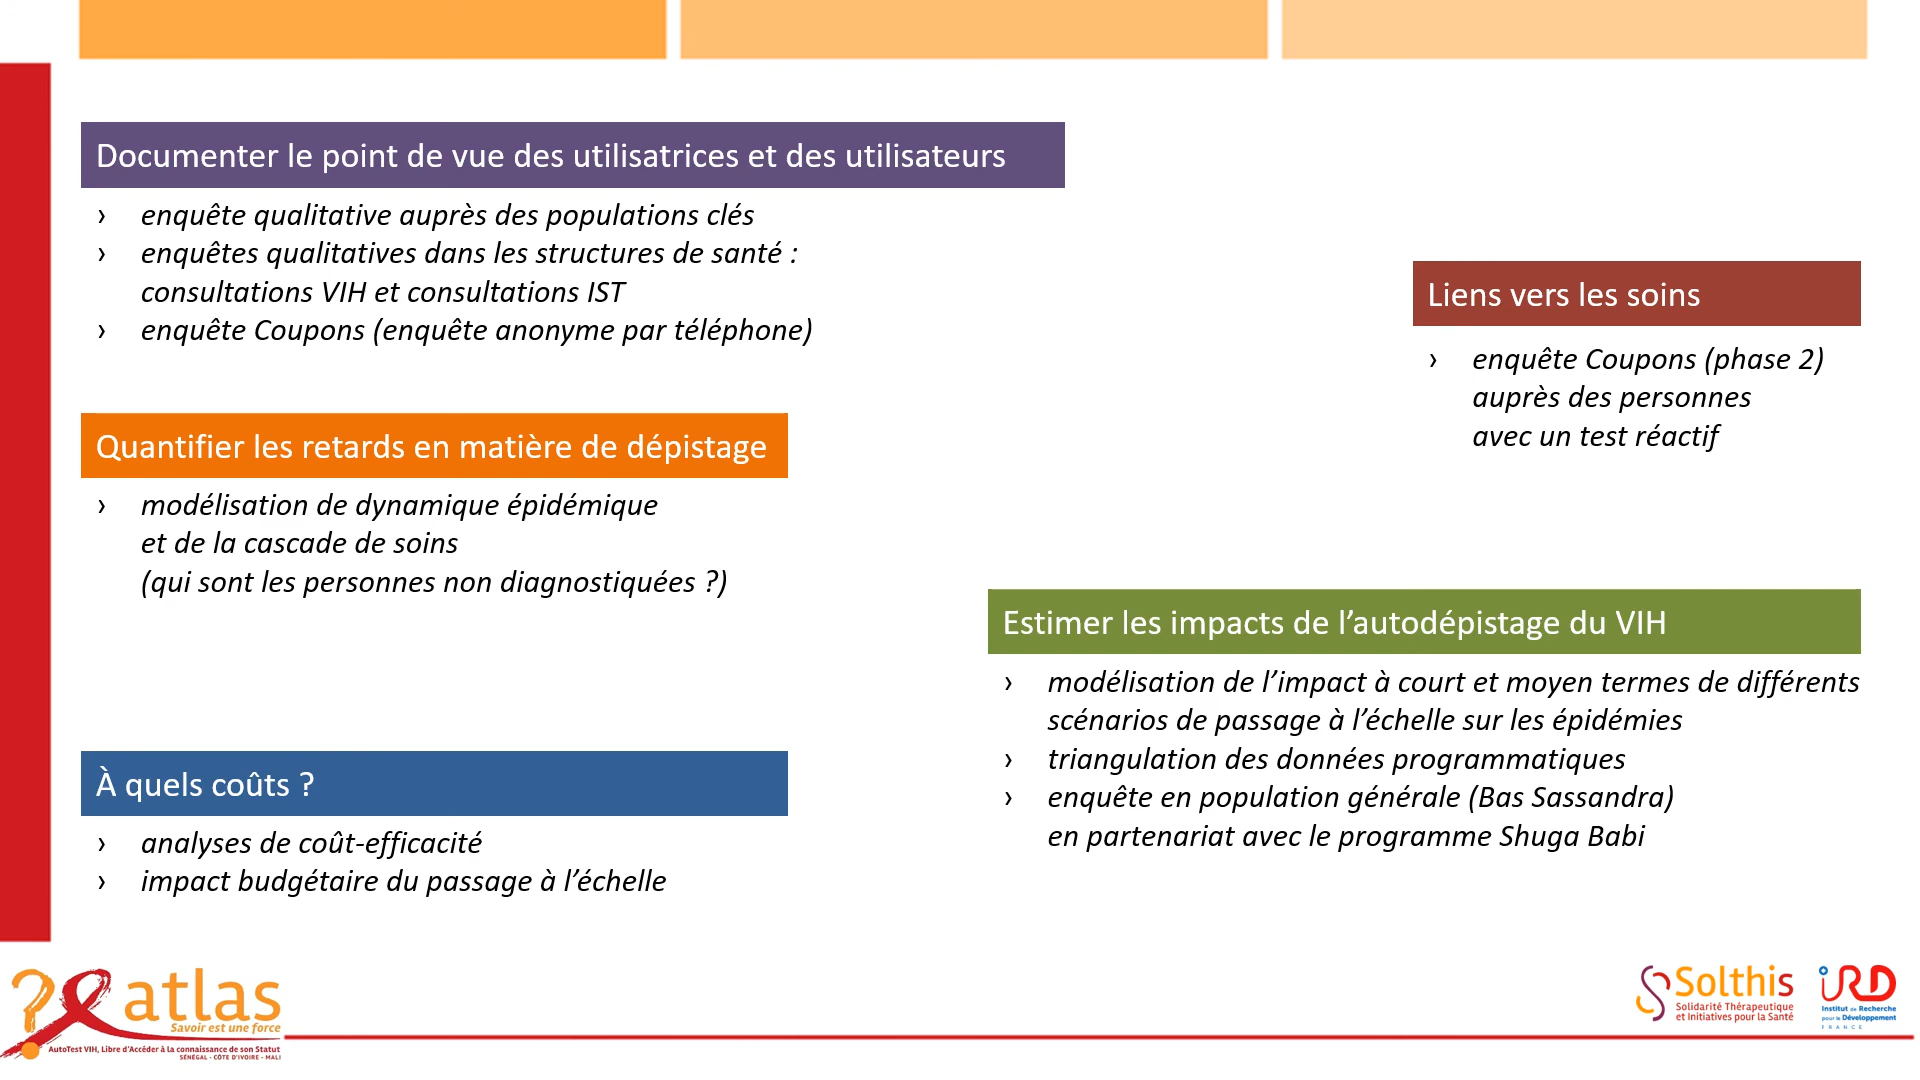 Documenter le point de vue des utilisatrices et des utilisateurs
› enquête qualitative auprès des populations clés
› enquêtes qualitatives dans les structures de santé :
consultations VIH et consultations IST
› enquête Coupons (enquête anonyme par téléphone)
Liens vers les soins
› enquête Coupons (phase 2)
auprès des personnes
avec un test réactif
Quantifier les retards en matière de dépistage
› modélisation de dynamique épidémique
et de la cascade de soins
(qui sont les personnes non diagnostiquées ?)
Estimer les impacts de l’autodépistage du VIH
› modélisation de l’impact à court et moyen termes de différents
scénarios de passage à l’échelle sur les épidémies
› triangulation des données programmatiques
› enquête en population générale (Bas Sassandra)
en partenariat avec le programme Shuga Babi
À quels coûts ?
› analyses de coût-efficacité
› impact budgétaire du passage à l’échelle
atlas
Savoir est une force
AutoTest VIH, Libre d'Accéder à la connaissance de son Statut
SÉNÉGAL - CÔTE D'IVOIRE - MALI
Solthis
Solidarité Thérapeutique
et Initiatives pour la Santé
IRD
Institut de Recherche
pour le Développement
FRANCE